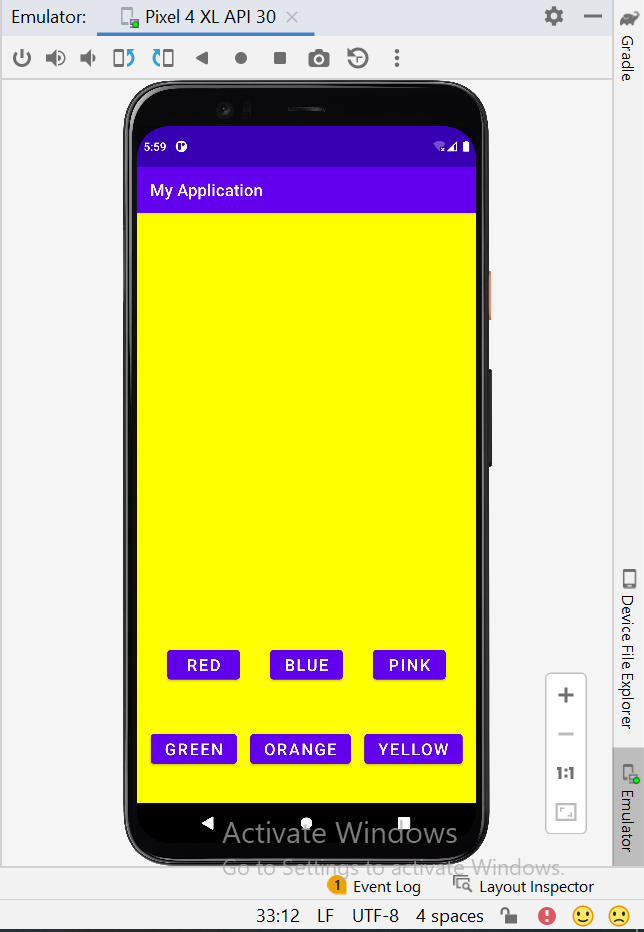 Emulator: Pixel 4 XL API 30
Gradle
5:59
My Application
RED BLUE PINK
GREEN ORANGE YELLOW
Device File Explorer
1:1
Emulator
Activate Windows
Go to Settings to activate Windows.
1 Event Log Layout Inspector
33:12 LF UTF-8 4 spaces